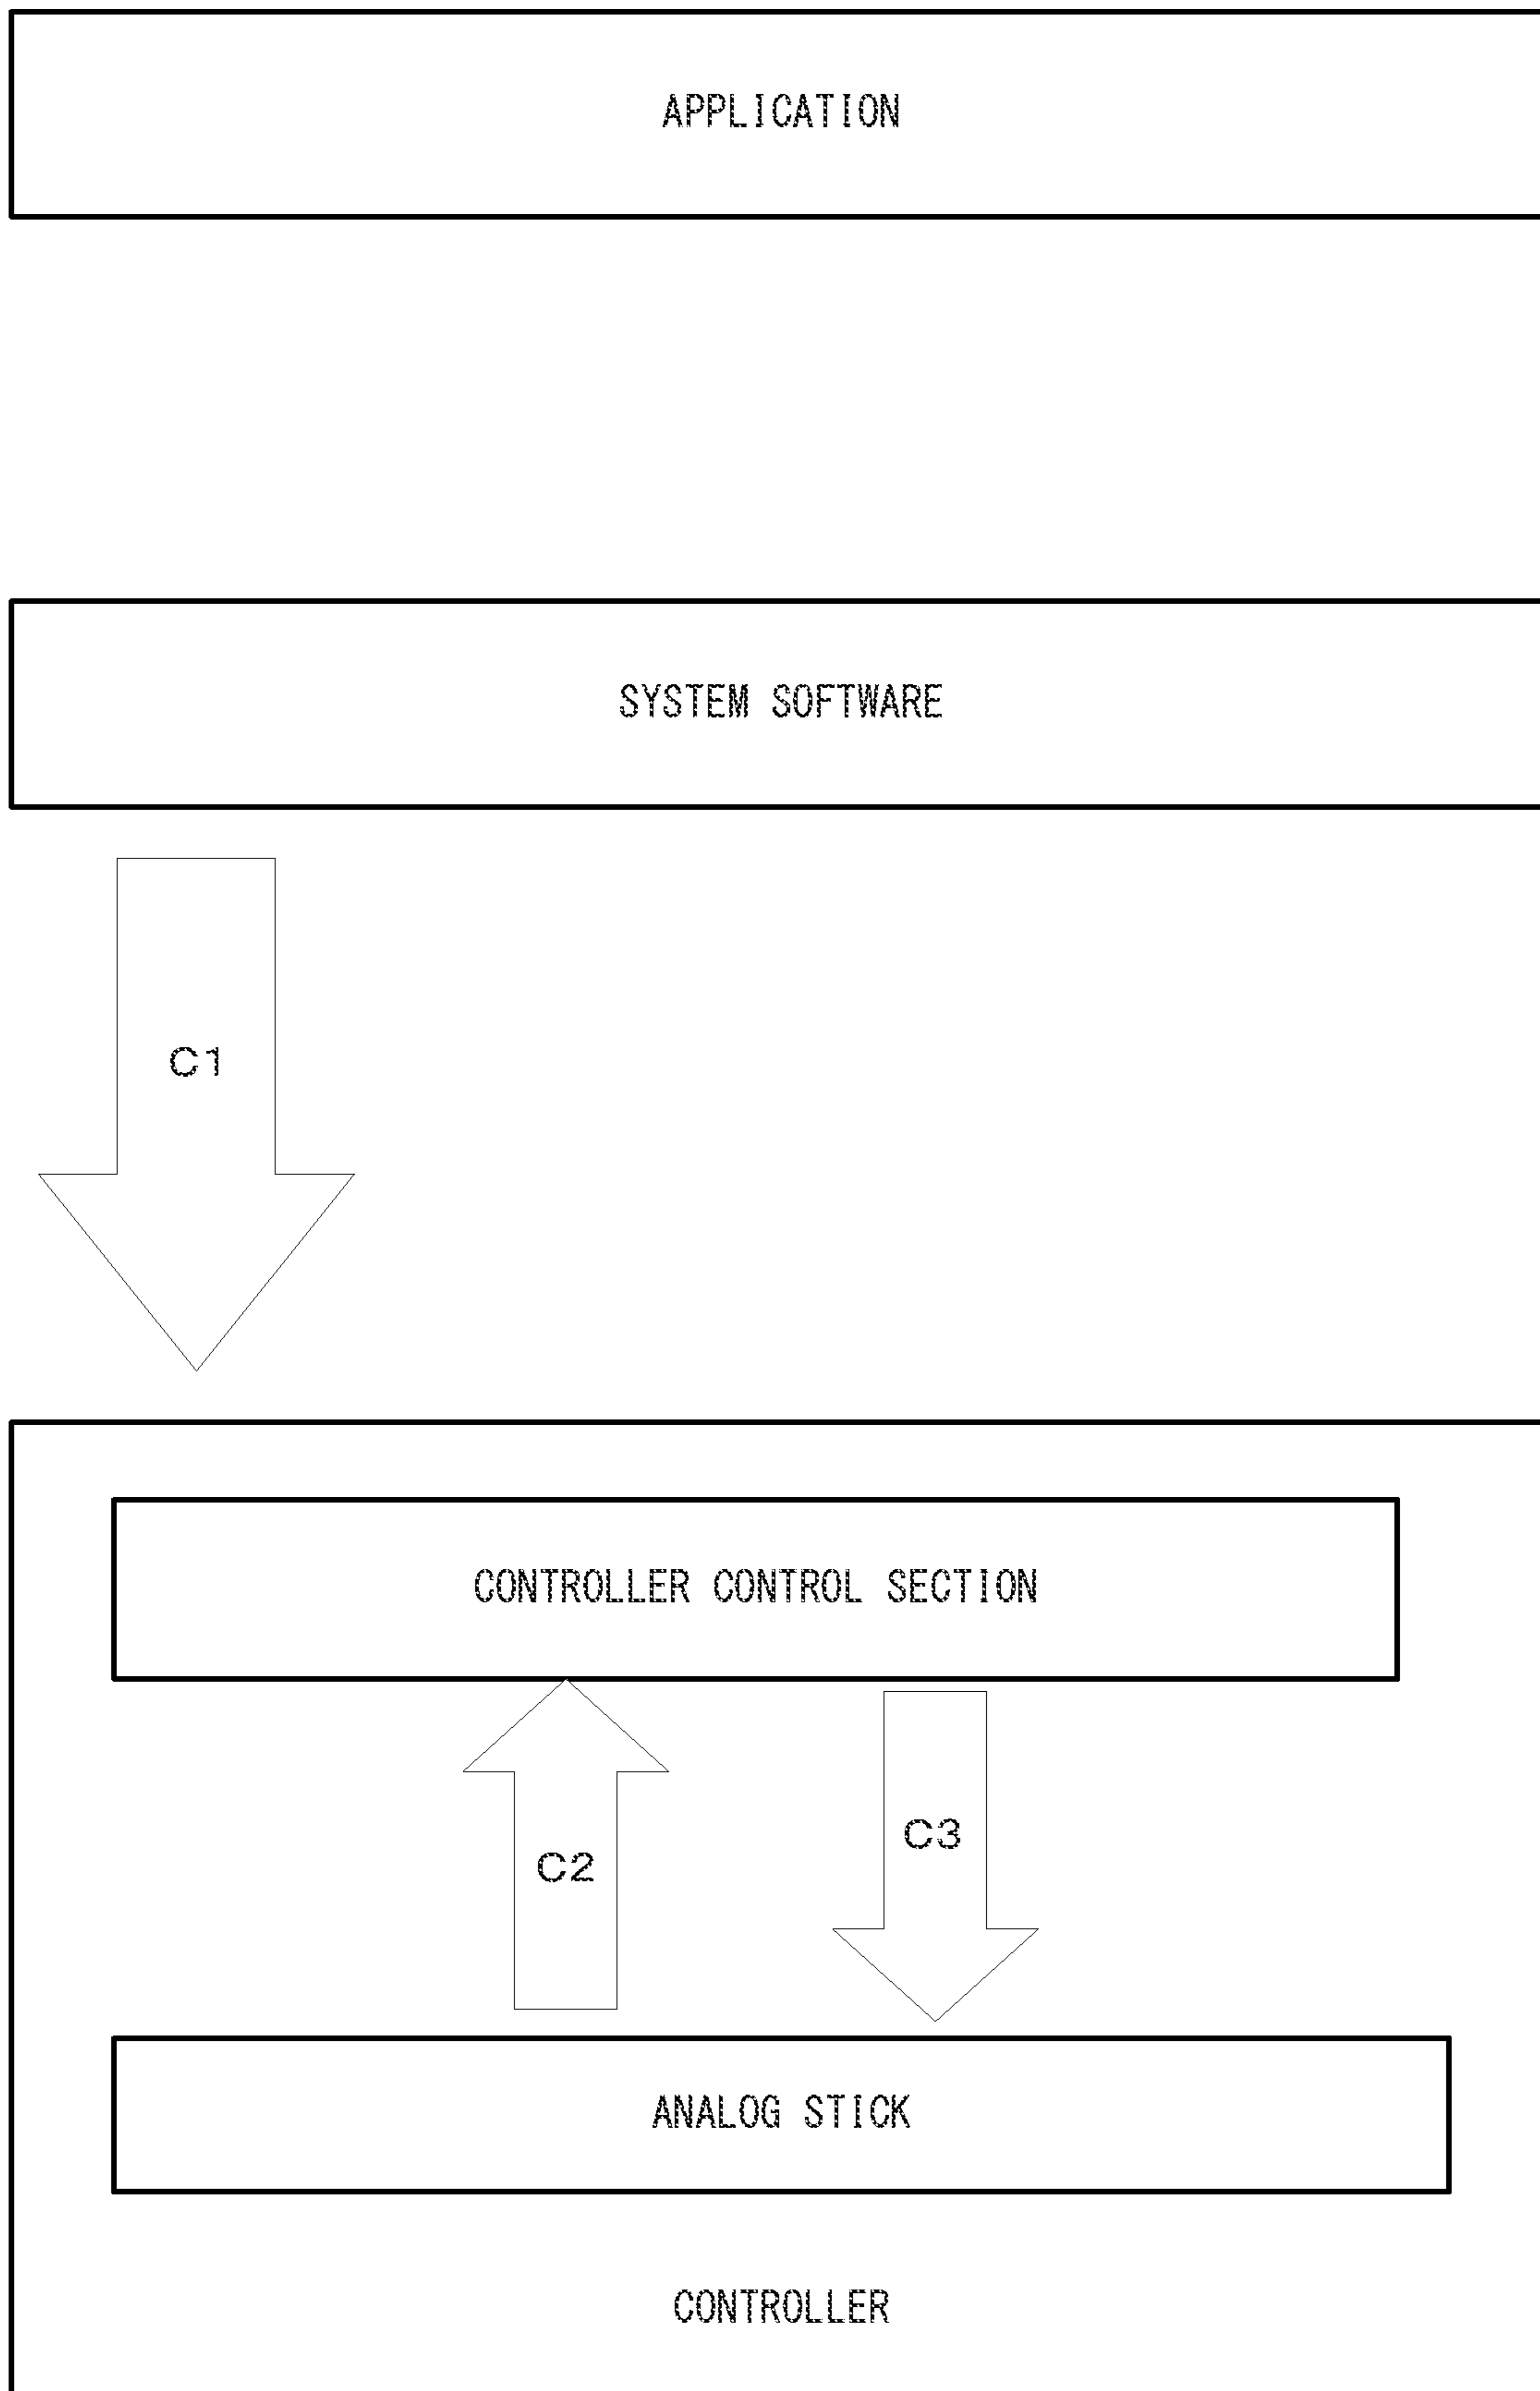 APPLICATION
SYSTEM SOFTWARE
C1
CONTROLLER CONTROL SECTION
C2
C3
ANALOG STICK
CONTROLLER